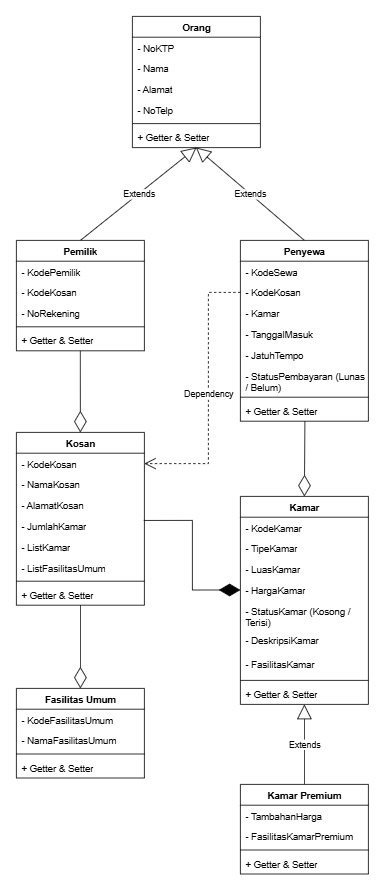 Orang
- NoKTP
- Nama
- Alamat
- NoTelp
+ Getter & Setter
Extends
Extends
Pemilik
- KodePemilik
- KodeKosan
- NoRekening
+ Getter & Setter
Penyewa
- KodeSewa
- KodeKosan
- Kamar
- TanggalMasuk
- JatuhTempo
- StatusPembayaran (Lunas
/ Belum)
+ Getter & Setter
Dependency
Kosan
- KodeKosan
- NamaKosan
- AlamatKosan
- JumlahKamar
- ListKamar
- ListFasilitasUmum
+ Getter & Setter
Kamar
- KodeKamar
- TipeKamar
- LuasKamar
- HargaKamar
- StatusKamar (Kosong /
Terisi)
- DeskripsiKamar
- FasilitasKamar
+ Getter & Setter
Fasilitas Umum
- KodeFasilitasUmum
- NamaFasilitasUmum
+ Getter & Setter
Extends
Kamar Premium
- TambahanHarga
- FasilitasKamarPremium
+ Getter & Setter